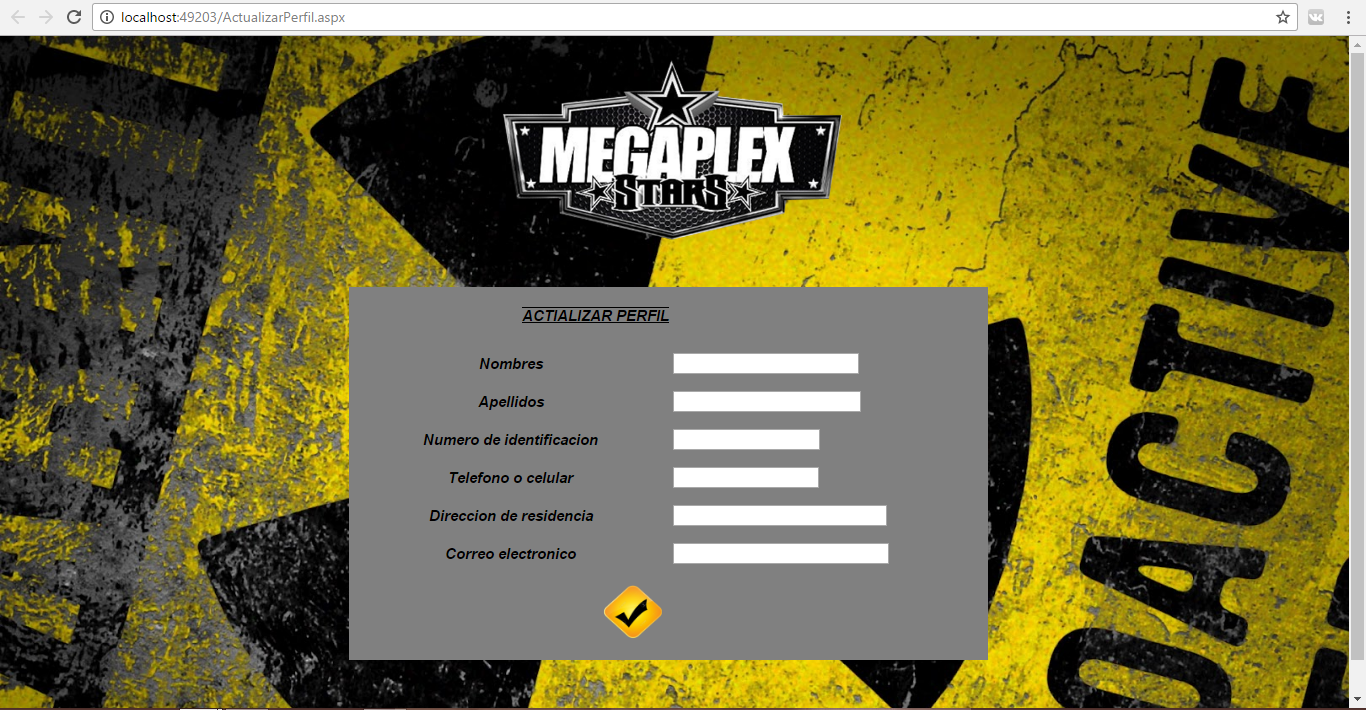 localhost:49203/ActualizarPerfil.aspx
MEGAPLEX
STARS
ACTIALIZAR PERFIL
Nombres
Apellidos
Numero de identificacion
Telefono o celular
Direccion de residencia
Correo electronico